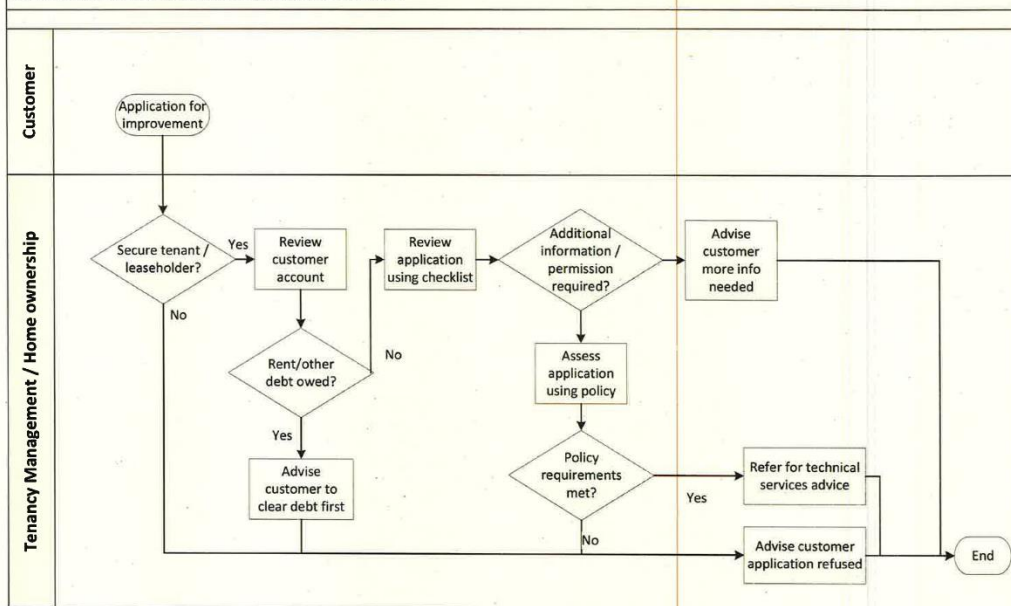 Customer
Application for
improvement
Tenancy Management / Home ownership
Secure tenant /
leaseholder?
Yes
No
Review
customer
account
Rent/other
debt owed?
No
Yes
Advise
customer to
clear debt first
Review
application
using checklist
Additional
information /
permission
required?
Advise
customer
more info
needed
Assess
application
using policy
Policy
requirements
met?
Yes
No
Refer for technical
services advice
Advise customer
application refused
End